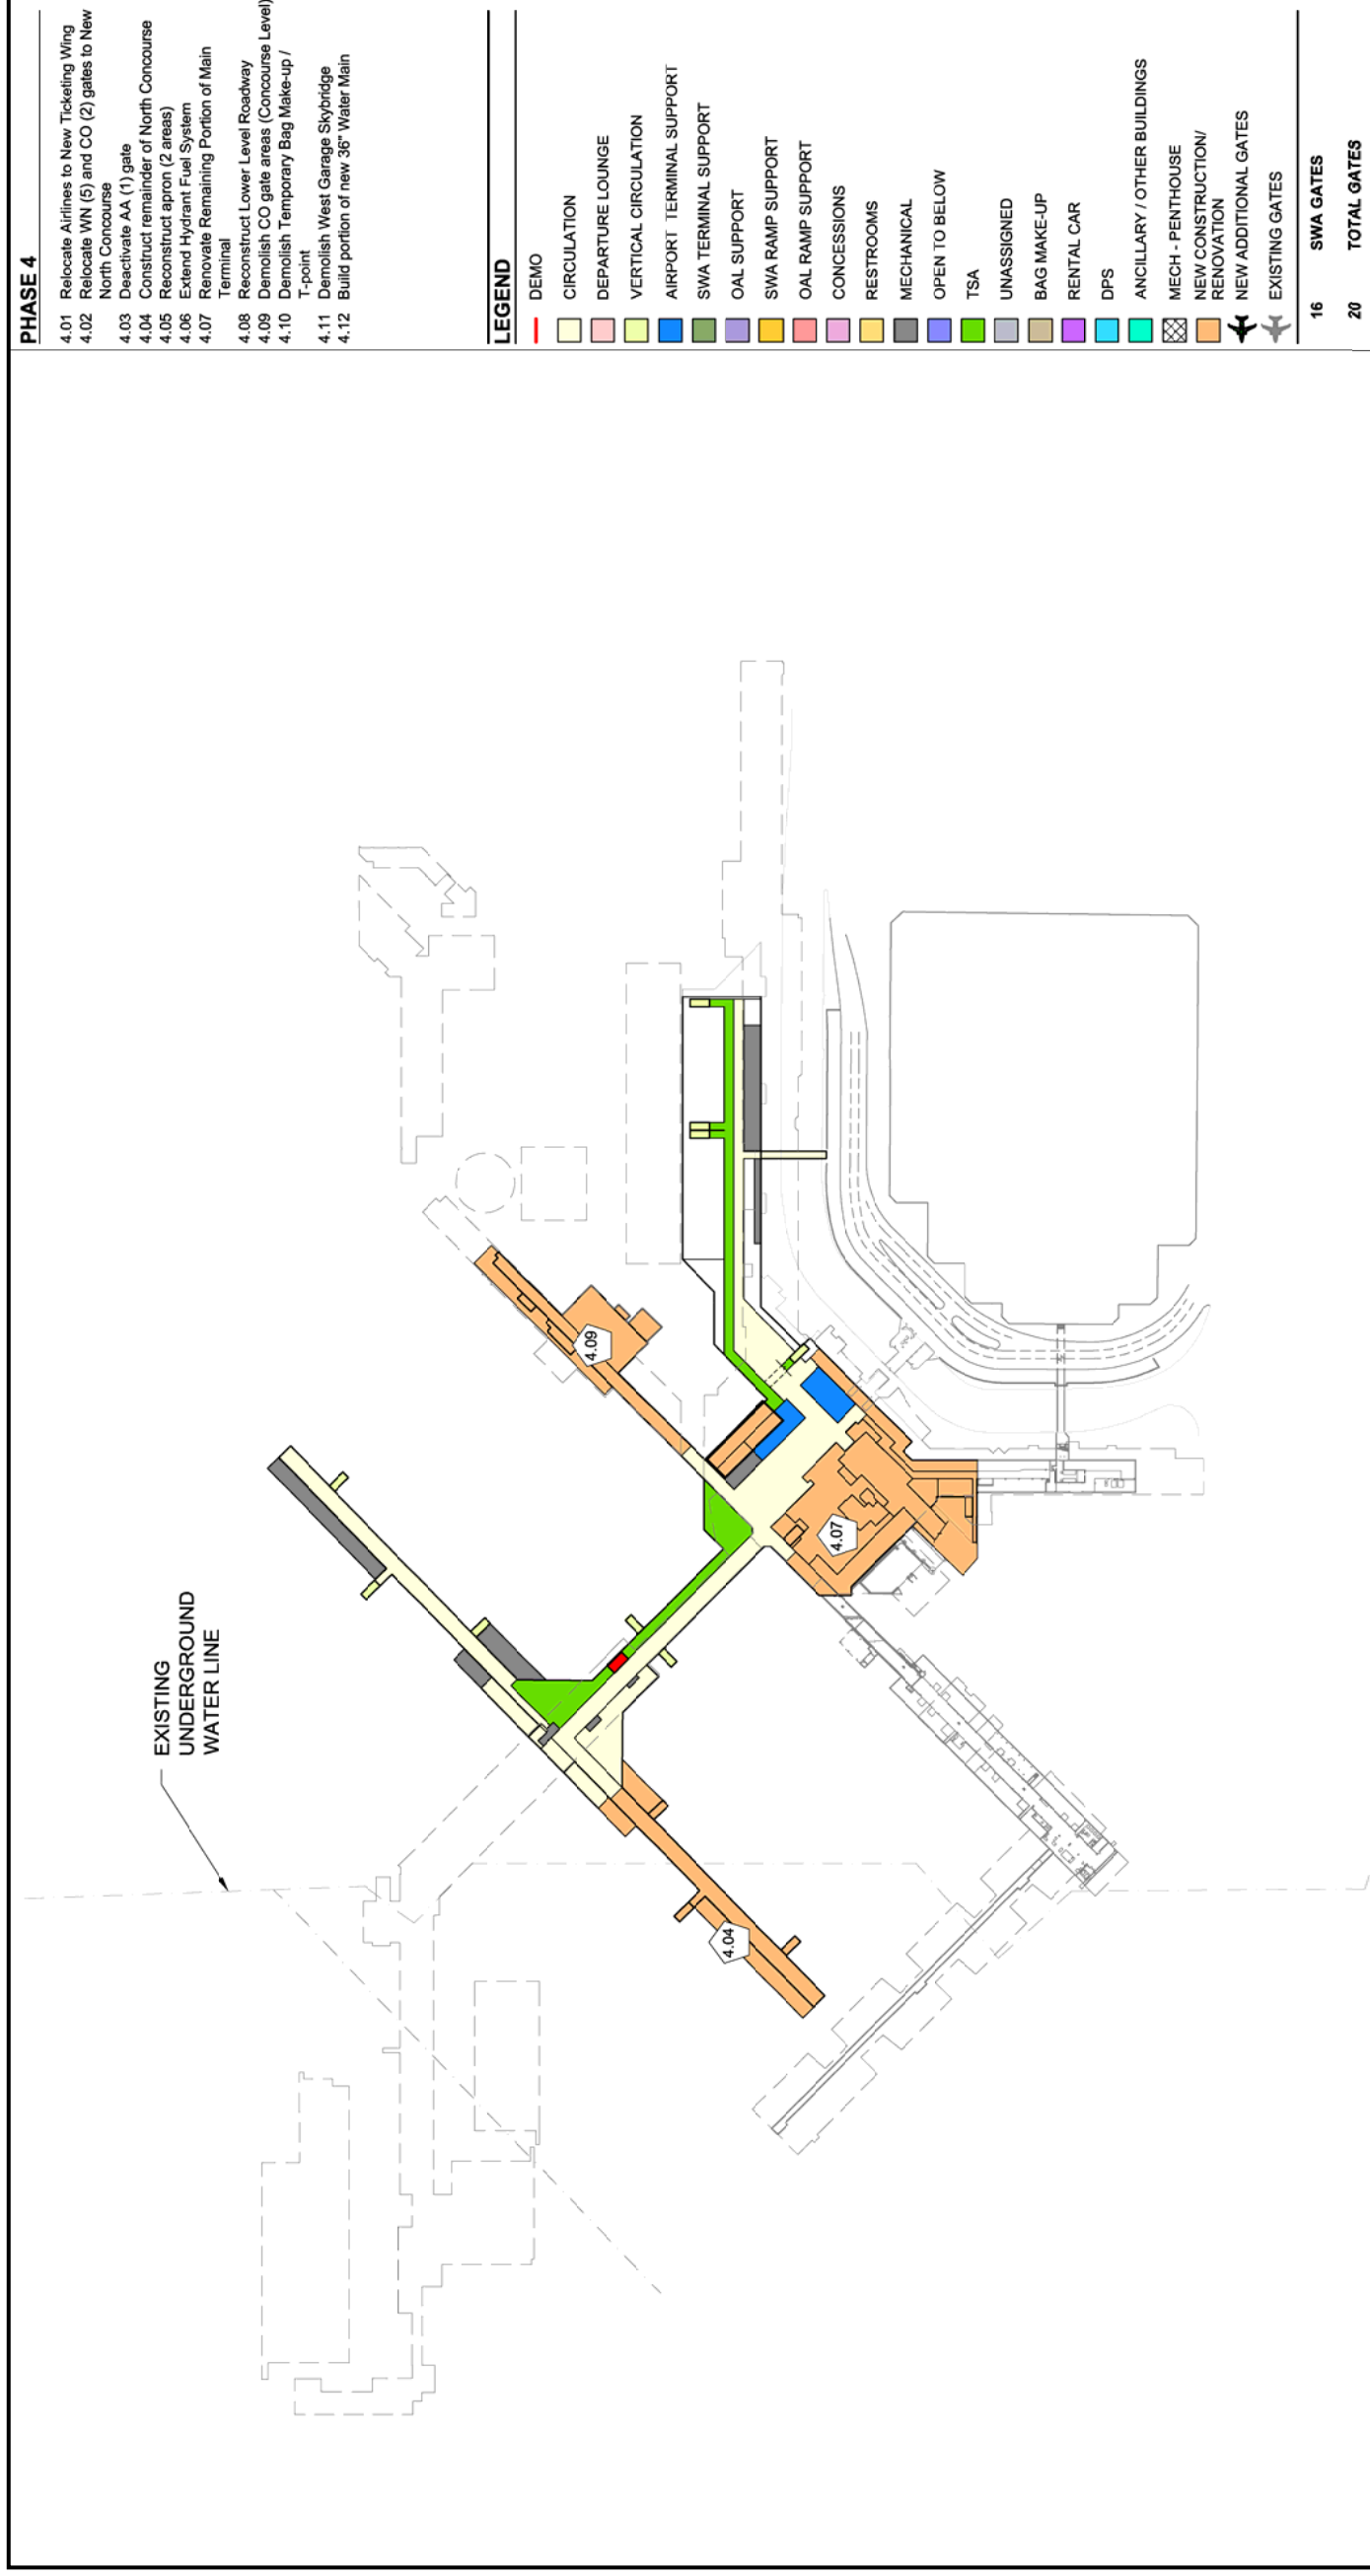 PHASE 4
4.01 Relocate Airlines to New Ticketing Wing
4.02 Relocate WN (5) and CO (2) gates to New
North Concourse
4.03 Deactivate AA (1) gate
4.04 Construct remainder of North Concourse
4.05 Reconstruct apron (2 areas)
4.06 Extend Hydrant Fuel System
4.07 Renovate Remaining Portion of Main
Terminal
4.08 Reconstruct Lower Level Roadway
4.09 Demolish CO gate areas (Concourse Level)
4.10 Demolish Temporary Bag Make-up /
T-point
4.11 Demolish West Garage Skybridge
4.12 Build portion of new 36" Water Main
LEGEND
DEMO
CIRCULATION
DEPARTURE LOUNGE
VERTICAL CIRCULATION
AIRPORT TERMINAL SUPPORT
SWA TERMINAL SUPPORT
OAL SUPPORT
SWA RAMP SUPPORT
OAL RAMP SUPPORT
CONCESSIONS
RESTROOMS
MECHANICAL
OPEN TO BELOW
TSA
UNASSIGNED
BAG MAKE-UP
RENTAL CAR
DPS
ANCILLARY / OTHER BUILDINGS
MECH - PENTHOUSE
NEW CONSTRUCTION/
RENOVATION
NEW ADDITIONAL GATES
EXISTING GATES
16 SWA GATES
20 TOTAL GATES
EXISTING
UNDERGROUND
WATER LINE
4.09
4.07
4.04